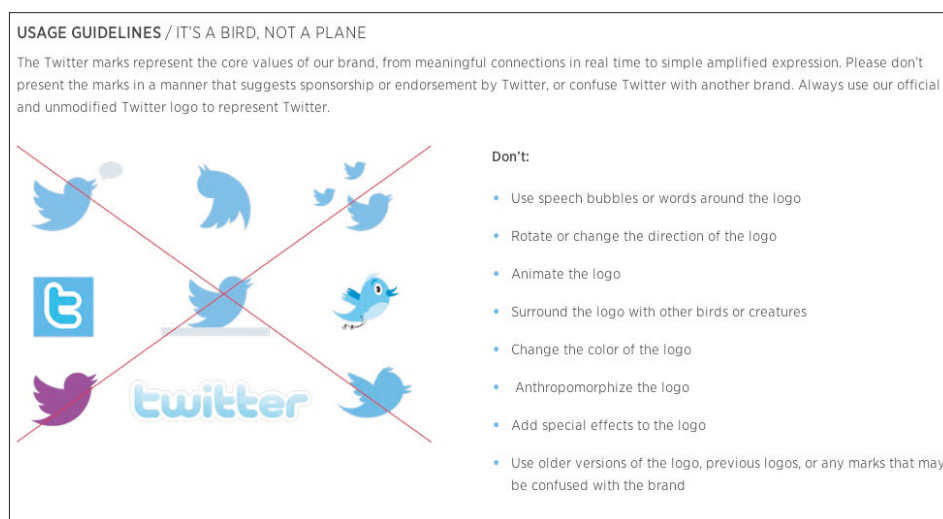 USAGE GUIDELINES / IT'S A BIRD, NOT A PLANE
The Twitter marks represent the core values of our brand, from meaningful connections in real time to simple amplified expression. Please don't
present the marks in a manner that suggests sponsorship or endorsement by Twitter, or confuse Twitter with another brand. Always use our official
and unmodified Twitter logo to represent Twitter.
t
twitter
Don't:
• Use speech bubbles or words around the logo
• Rotate or change the direction of the logo
• Animate the logo
• Surround the logo with other birds or creatures
• Change the color of the logo
• Anthropomorphize the logo
• Add special effects to the logo
• Use older versions of the logo, previous logos, or any marks that may
be confused with the brand